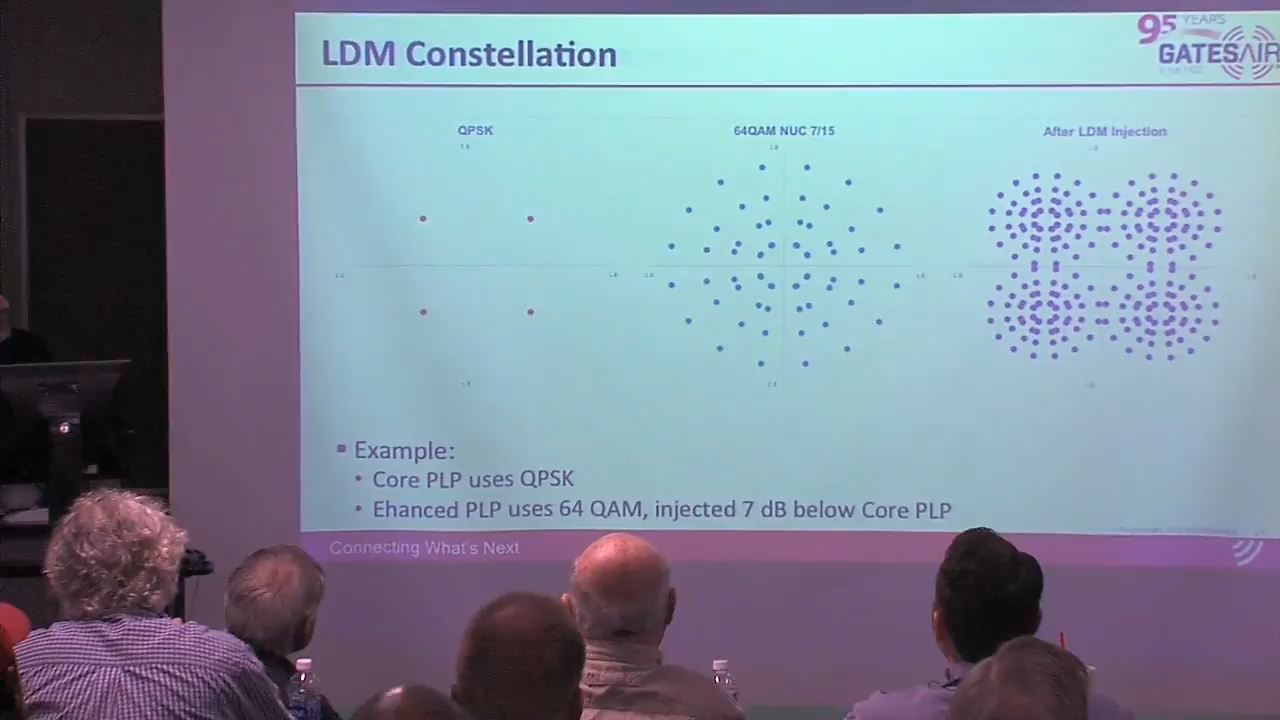 LDM Constellation
95 YEARS
GATESAIR
QPSK
64QAM NUC 7/15
After LDM Injection
Example:
Core PLP uses QPSK
Ehanced PLP uses 64 QAM, injected 7 dB below Core PLP
Connecting What's Next